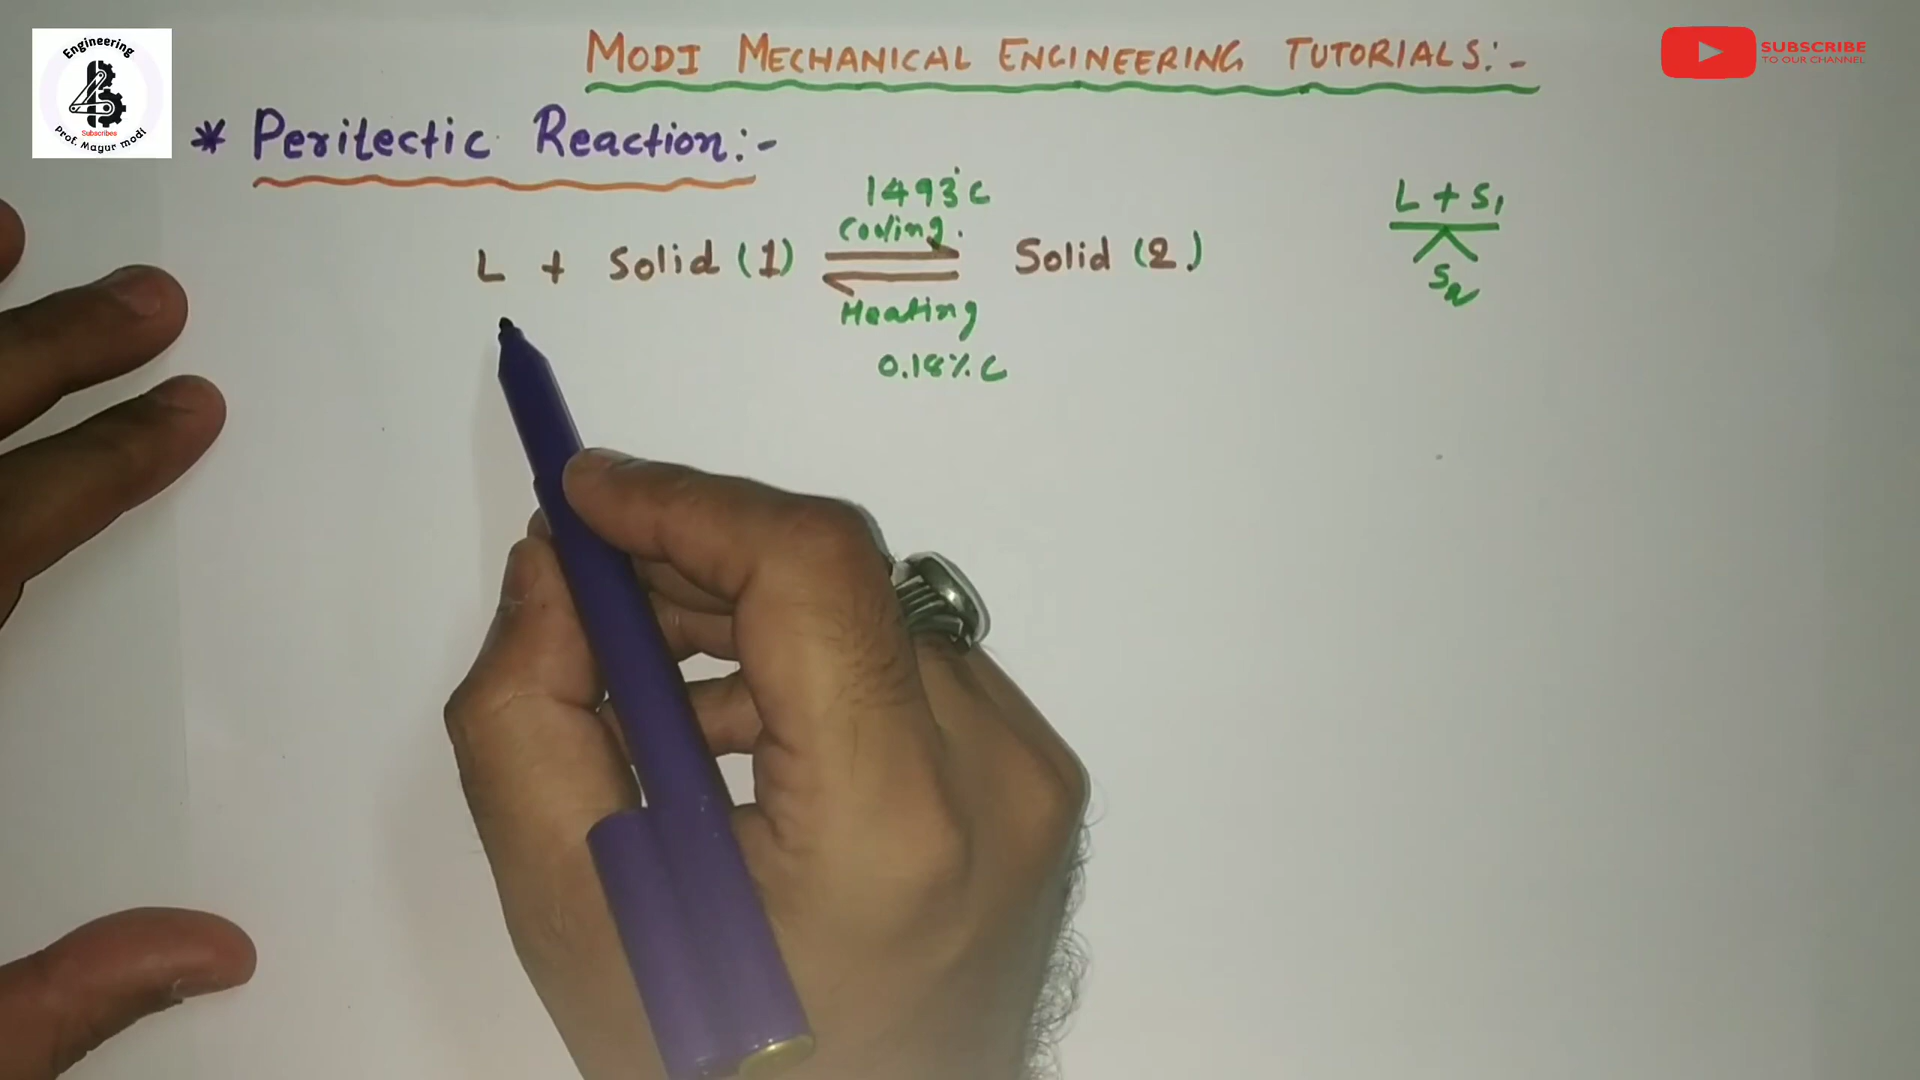 MODI MECHANICAL ENGINEERING TUTORIALS:-
SUBSCRIBE
TO OUR CHANNEL
Engineering
Subscribes
Prof. Mayur modi
* Peritectic Reaction:-
1493°C
Cooling.
L + Solid (1) ⇌ Solid (2)
Heating
0.18%C
L + S1
S2